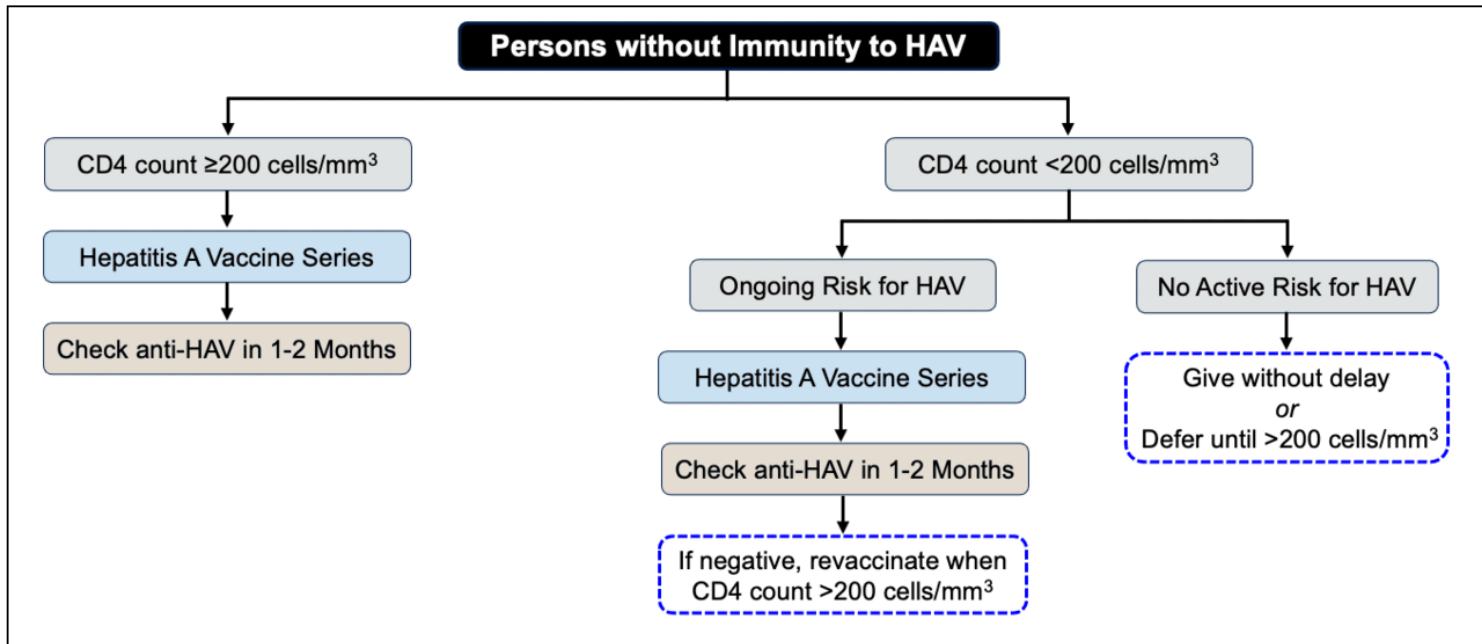 Persons without Immunity to HAV
CD4 count ≥200 cells/mm³
CD4 count <200 cells/mm³
Hepatitis A Vaccine Series
Check anti-HAV in 1-2 Months
Ongoing Risk for HAV
No Active Risk for HAV
Hepatitis A Vaccine Series
Check anti-HAV in 1-2 Months
If negative, revaccinate when
CD4 count >200 cells/mm³
Give without delay
or
Defer until >200 cells/mm³